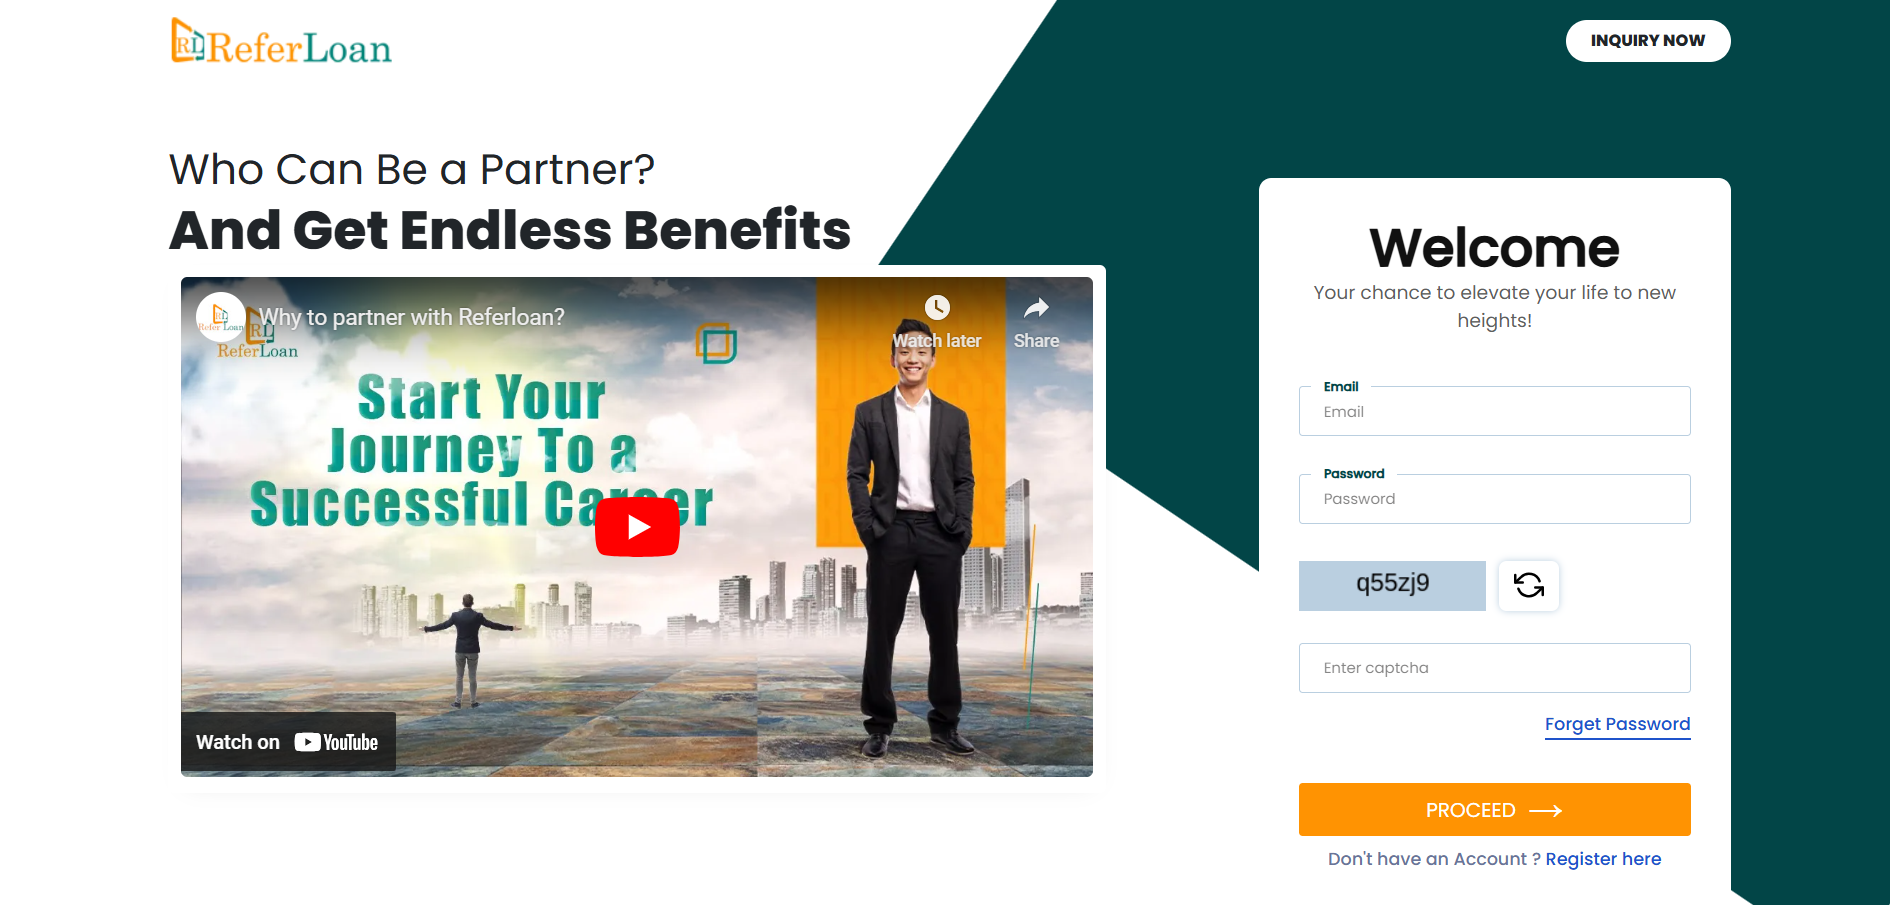 RL ReferLoan
INQUIRY NOW
Who Can Be a Partner?
And Get Endless Benefits
RL
Refer Loan
Why to partner with Referloan?
RL
ReferLoan
Watch later
Share
Start Your
Journey To a
Successful Career
Watch on YouTube
Welcome
Your chance to elevate your life to new
heights!
Email
Email
Password
Password
q55zj9
Enter captcha
Forget Password
PROCEED
Don't have an Account ? Register here